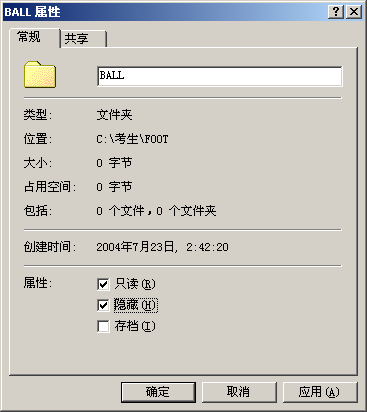 BALL 属性
常规 共享
BALL
类型: 文件夹
位置: C:\考生\FOOT
大小: 0 字节
占用空间: 0 字节
包括: 0 个文件，0 个文件夹
创建时间: 2004年7月23日, 2:42:20
属性: 只读(R)
隐藏(H)
存档(I)
确定 取消 应用(A)